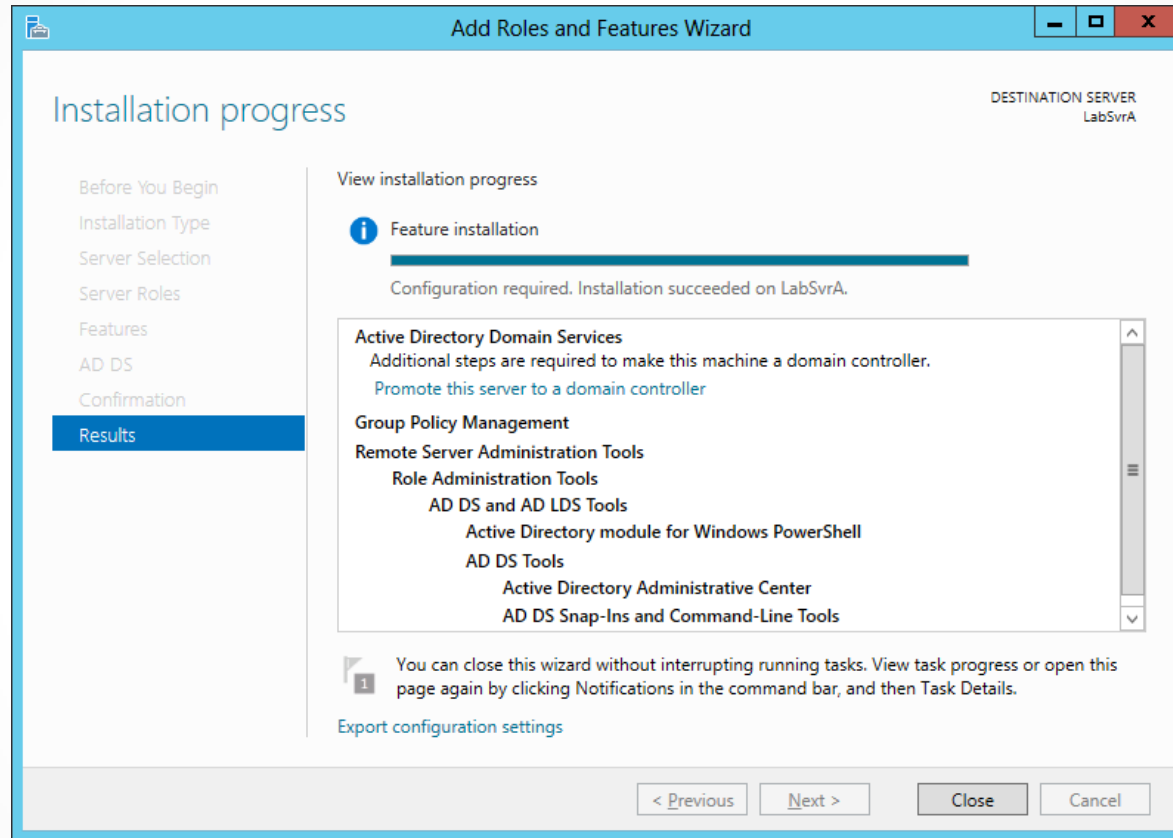 Add Roles and Features Wizard
Installation progress
DESTINATION SERVER
LabSvrA
Before You Begin
Installation Type
Server Selection
Server Roles
Features
AD DS
Confirmation
Results
View installation progress
Feature installation
Configuration required. Installation succeeded on LabSvrA.
Active Directory Domain Services
Additional steps are required to make this machine a domain controller.
Promote this server to a domain controller
Group Policy Management
Remote Server Administration Tools
Role Administration Tools
AD DS and AD LDS Tools
Active Directory module for Windows PowerShell
AD DS Tools
Active Directory Administrative Center
AD DS Snap-Ins and Command-Line Tools
1
You can close this wizard without interrupting running tasks. View task progress or open this
page again by clicking Notifications in the command bar, and then Task Details.
Export configuration settings
< Previous
Next >
Close
Cancel